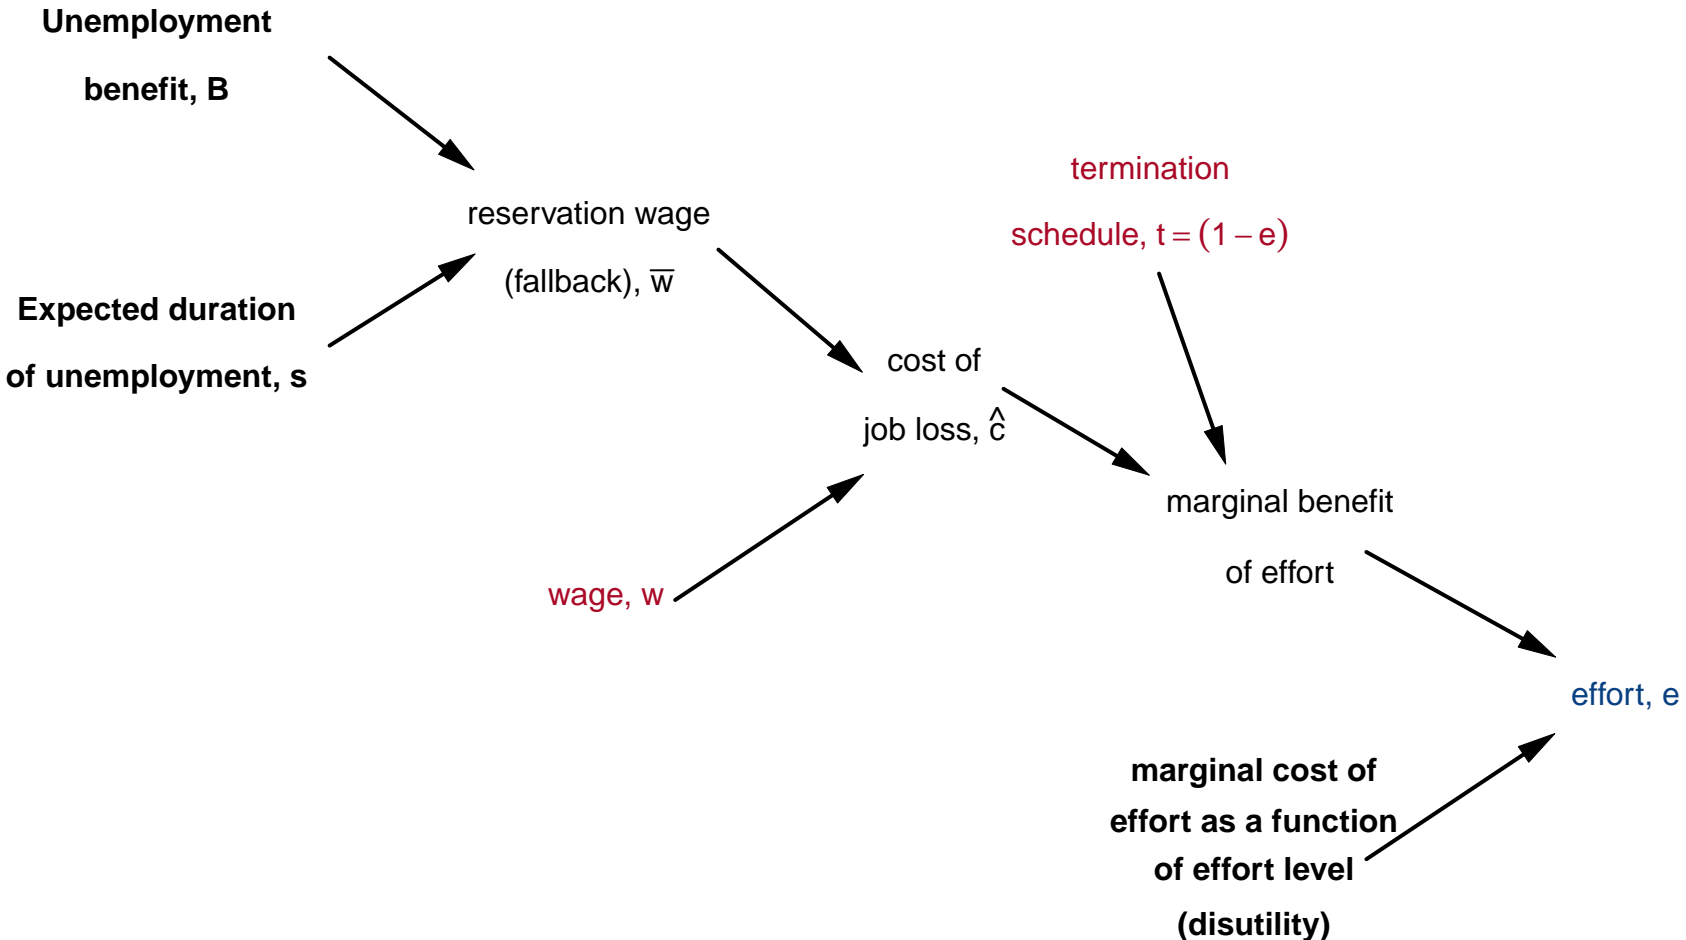 Unemployment
benefit, B
termination
schedule, t = (1 − e)
reservation wage
(fallback), w̅
Expected duration
of unemployment, s
cost of
job loss, ĉ
marginal benefit
of effort
wage, w
effort, e
marginal cost of
effort as a function
of effort level
(disutility)